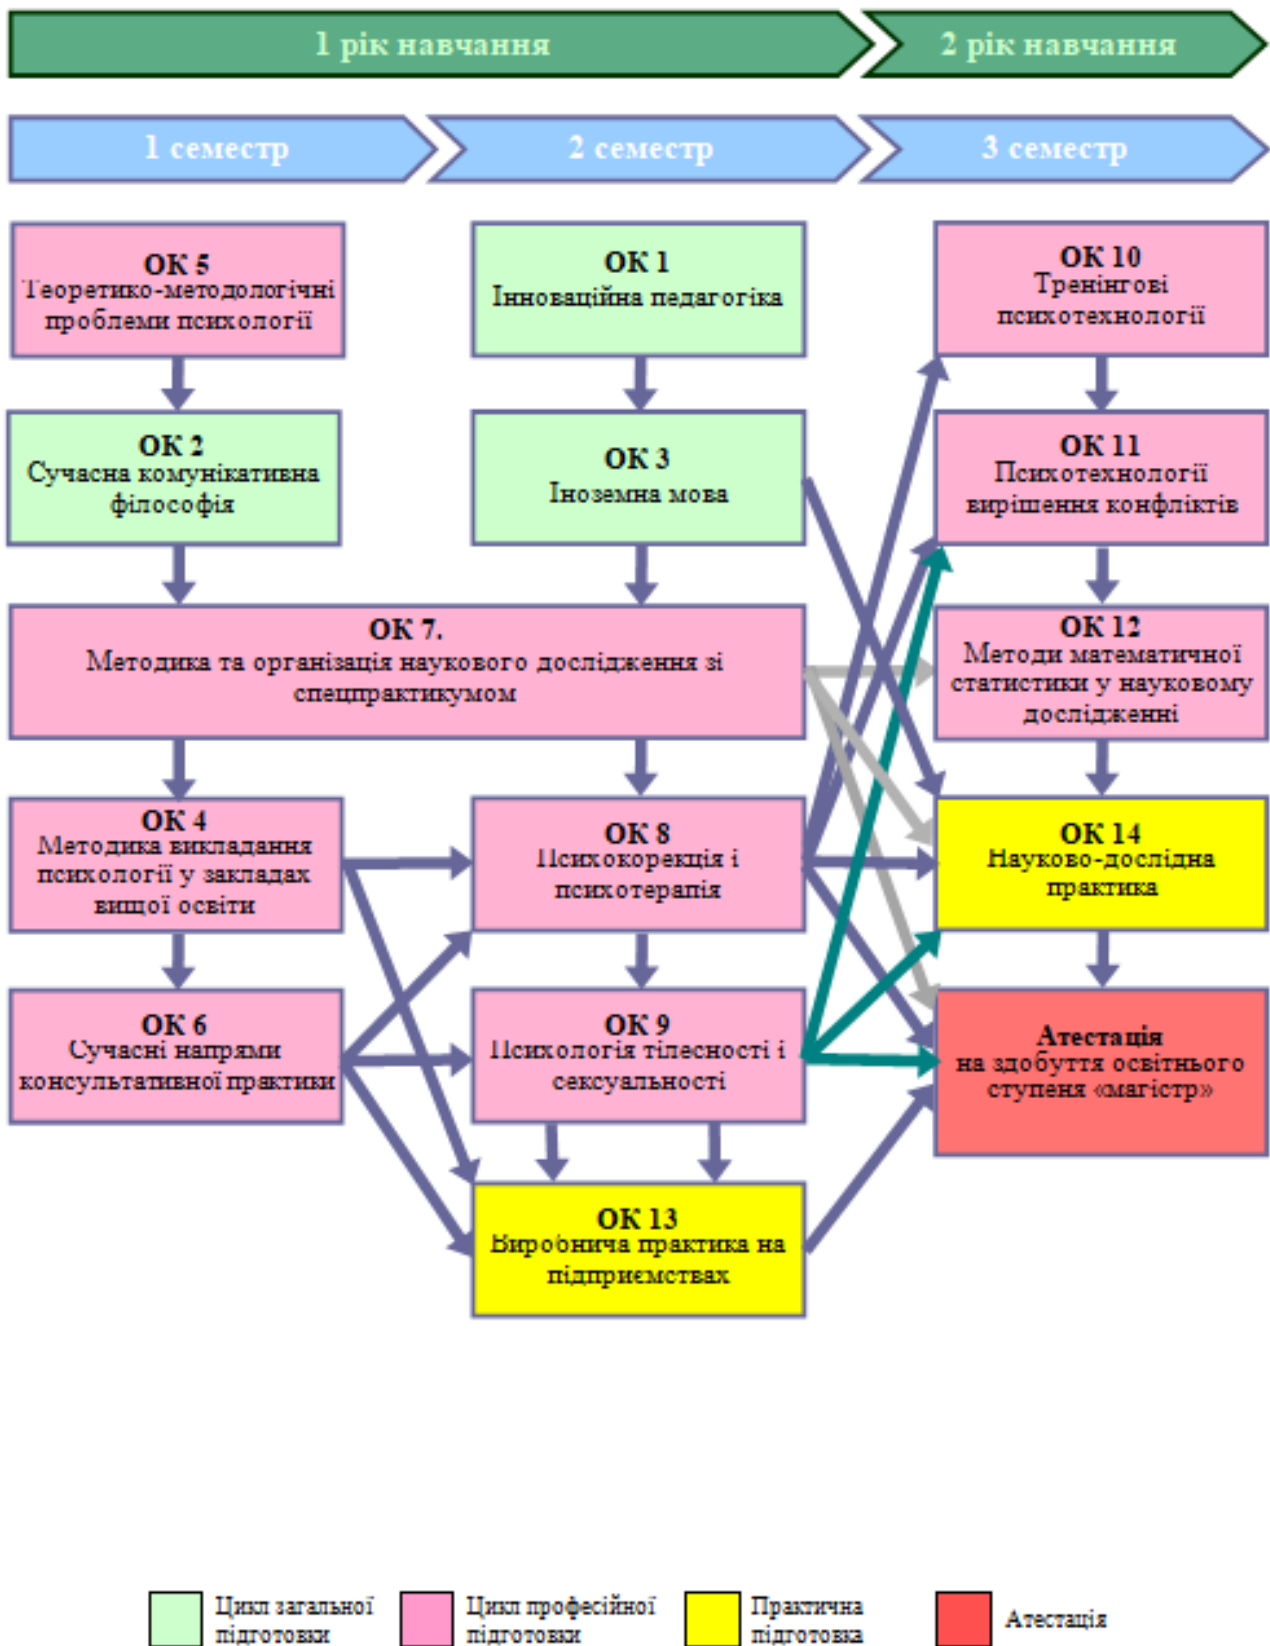 1 рік навчання
2 рік навчання
1 семестр
2 семестр
3 семестр
ОК 5
Теоретико-методологічні
проблеми психології
ОК 1
Інноваційна педагогіка
ОК 10
Тренінгові
психотехнології
ОК 2
Сучасна комунікативна
філософія
ОК 3
Іноземна мова
ОК 11
Психотехнології
вирішення конфліктів
ОК 7.
Методика та організація наукового дослідження зі
спецпрактикумом
ОК 12
Методи математичної
статистики у науковому
дослідженні
ОК 4
Методика викладання
психології у закладах
вищої освіти
ОК 8
Психокорекція і
психотерапія
ОК 14
Науково-дослідна
практика
ОК 6
Сучасні напрями
консультативної практики
ОК 9
Психологія тілесності і
сексуальності
Атестація
на здобуття освітнього
ступеня «магістр»
ОК 13
Виробнича практика на
підприємствах
Цикл загальної
підготовки
Цикл професійної
підготовки
Практична
підготовка
Атестація